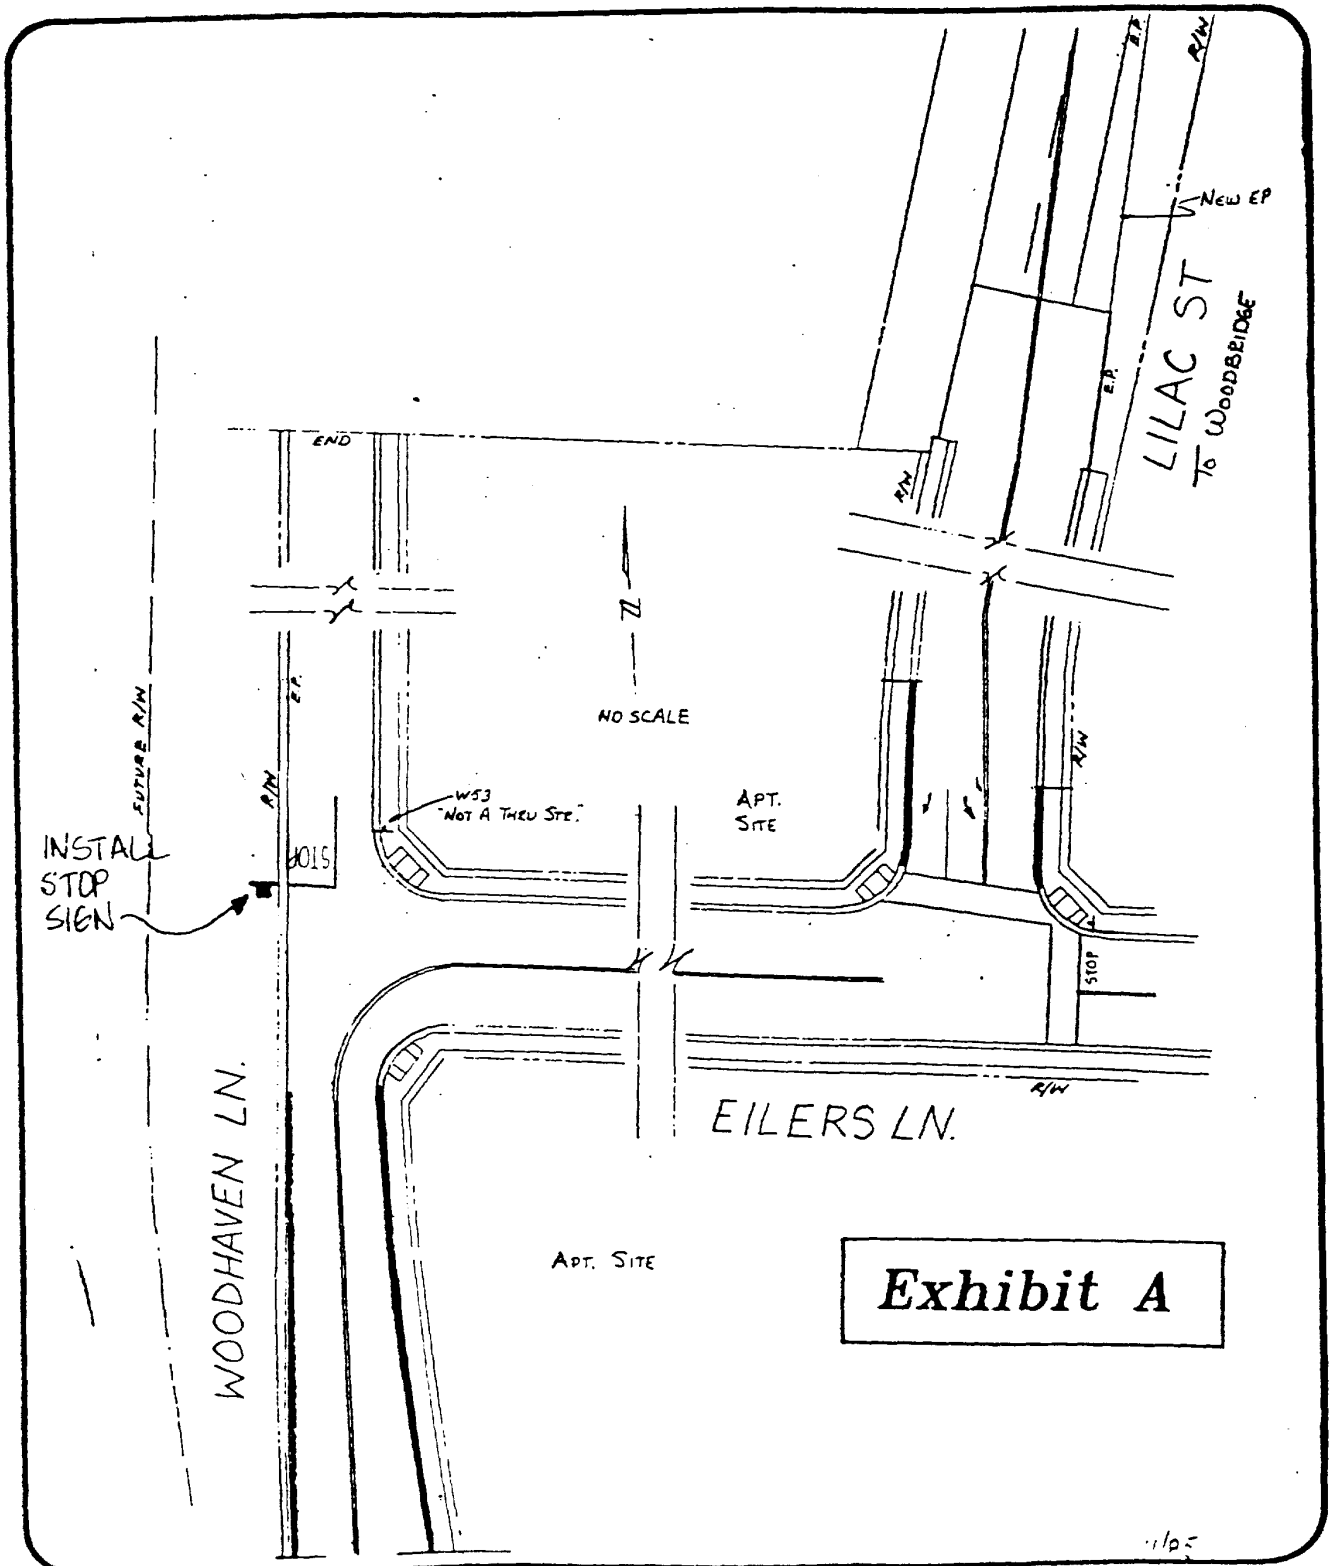 E.P.
R/W
NEW EP
LILAC ST
TO WOODBRIDGE
E.P.
END
R/W
N
NO SCALE
FUTURE R/W
E.P.
R/W
R/W
W53
"NOT A THRU STR."
APT.
SITE
INSTALL
STOP
SIGN
STOP
STOP
R/W
EILERS LN.
WOODHAVEN LN.
APT. SITE
Exhibit A